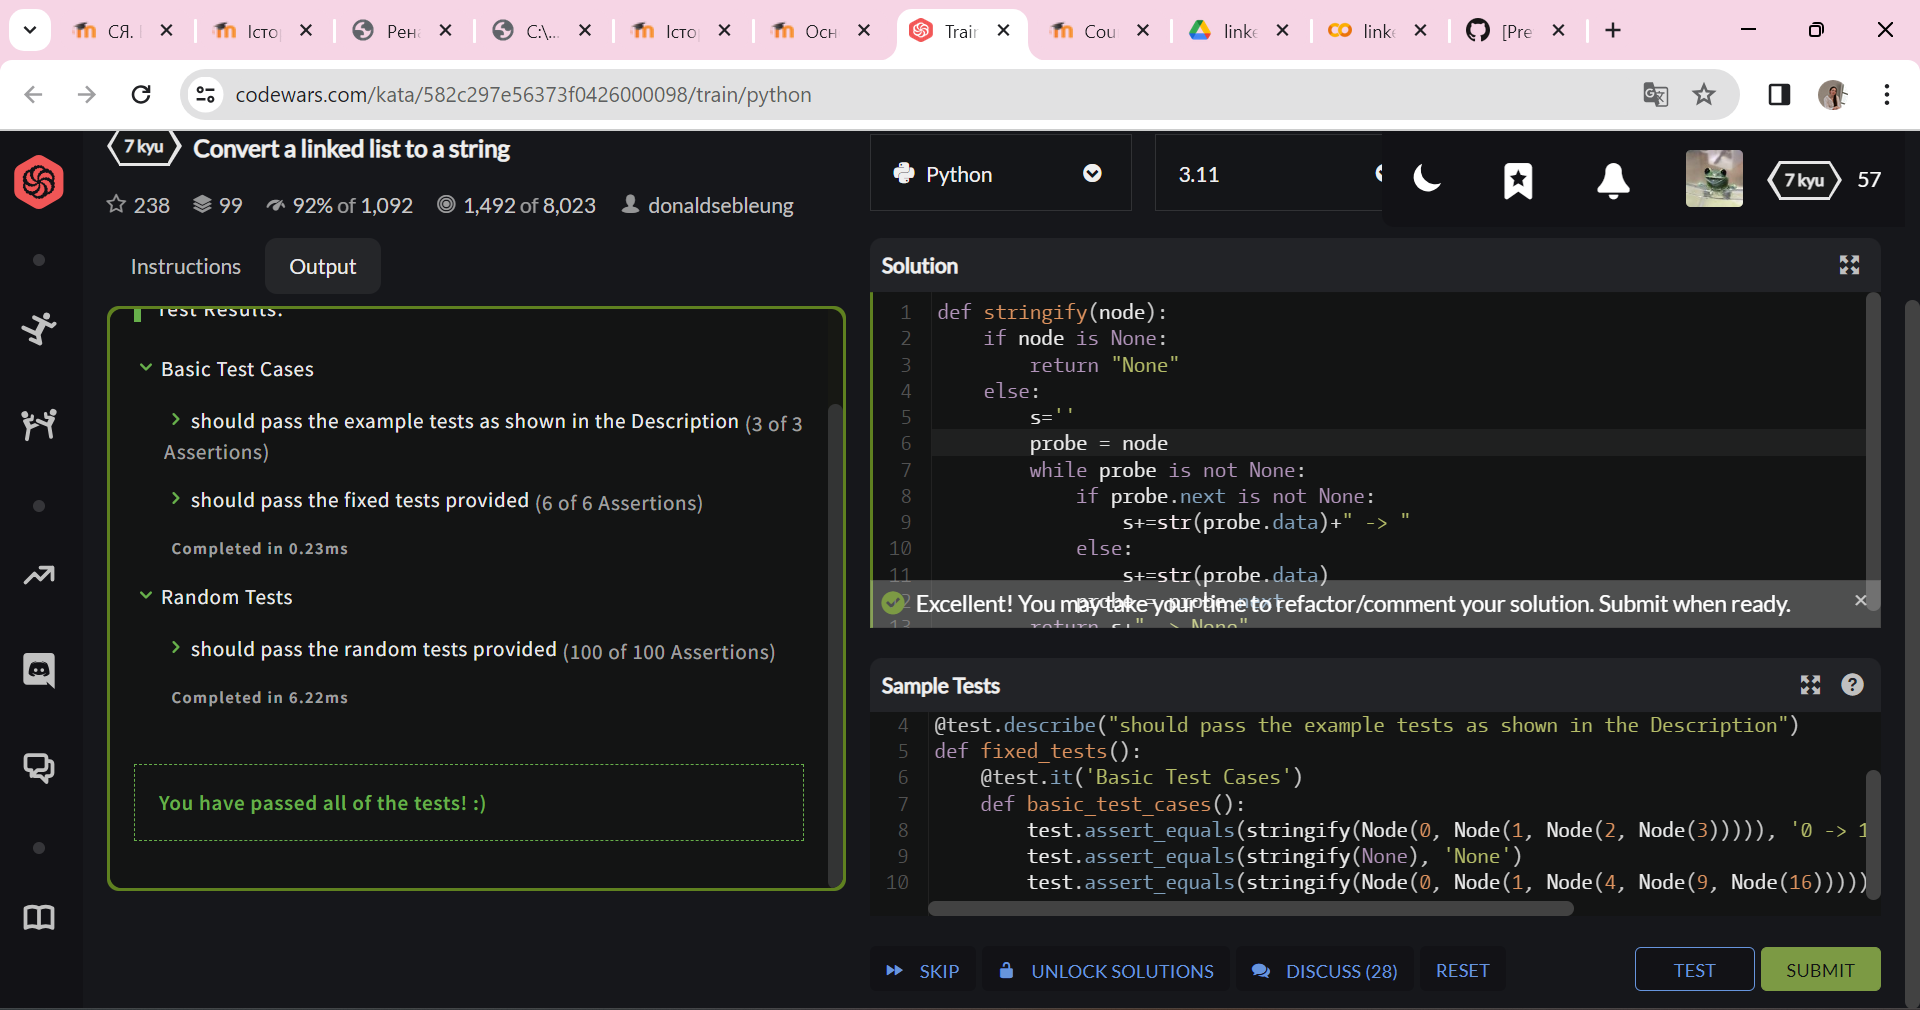 СЯ.
Істо
Рен
C:\...
Істо
Осн
Trair
Cou
linke
linke
[Pre
codewars.com/kata/582c297e56373f0426000098/train/python
7 kyu
Convert a linked list to a string
Python
3.11
7 kyu
57
238
99
92% of 1,092
1,492 of 8,023
donaldsebleung
Instructions
Output
Test Results:
Basic Test Cases
should pass the example tests as shown in the Description (3 of 3
Assertions)
should pass the fixed tests provided (6 of 6 Assertions)
Completed in 0.23ms
Random Tests
should pass the random tests provided (100 of 100 Assertions)
Completed in 6.22ms
You have passed all of the tests! :)
Solution
1 def stringify(node):
2 if node is None:
3 return "None"
4 else:
5 s=''
6 probe = node
7 while probe is not None:
8 if probe.next is not None:
9 s+=str(probe.data)+" -> "
10 else:
11 s+=str(probe.data)
12 probe = probe.next
Excellent! You may take your time to refactor/comment your solution. Submit when ready.
13 return s+" -> None"
Sample Tests
4 @test.describe("should pass the example tests as shown in the Description")
5 def fixed_tests():
6 @test.it('Basic Test Cases')
7 def basic_test_cases():
8 test.assert_equals(stringify(Node(0, Node(1, Node(2, Node(3))))), '0 -> 1
9 test.assert_equals(stringify(None), 'None')
10 test.assert_equals(stringify(Node(0, Node(1, Node(4, Node(9, Node(16)))))
SKIP
UNLOCK SOLUTIONS
DISCUSS (28)
RESET
TEST
SUBMIT